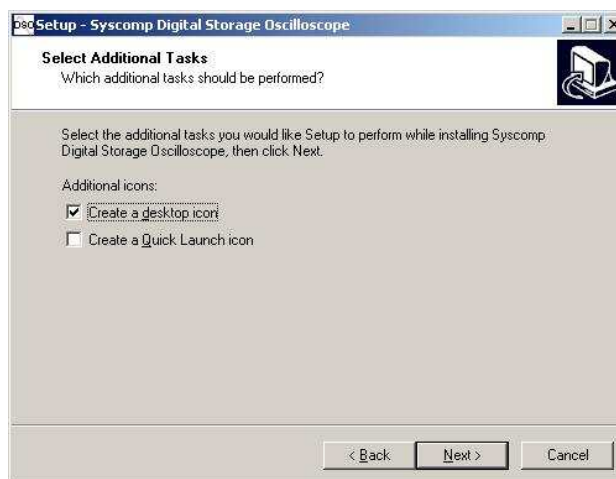 DSO Setup - Syscomp Digital Storage Oscilloscope
Select Additional Tasks
Which additional tasks should be performed?
Select the additional tasks you would like Setup to perform while installing Syscomp
Digital Storage Oscilloscope, then click Next.
Additional icons:
Create a desktop icon
Create a Quick Launch icon
< Back
Next >
Cancel